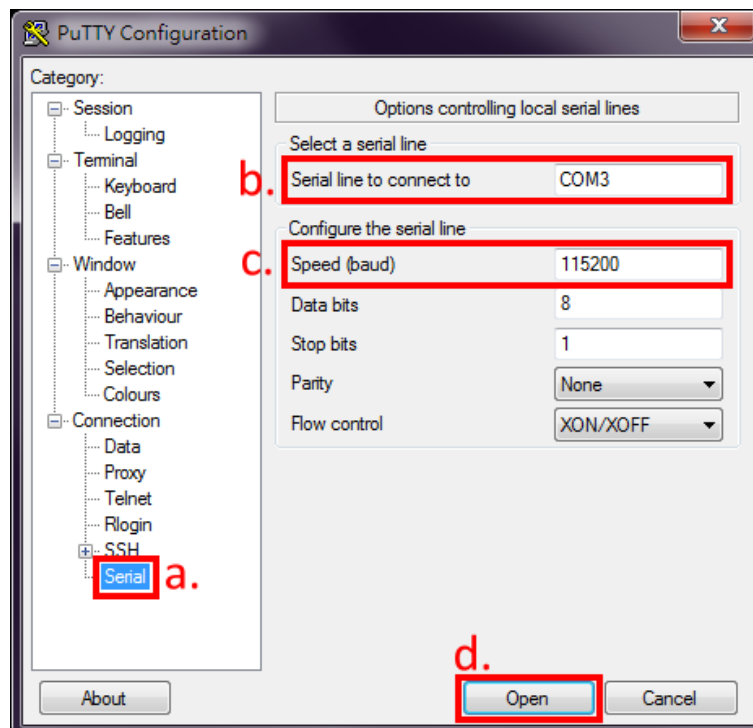 PuTTY Configuration
Category:
Session
Logging
Terminal
Keyboard
Bell
Features
Window
Appearance
Behaviour
Translation
Selection
Colours
Connection
Data
Proxy
Telnet
Rlogin
SSH
Serial a.
Options controlling local serial lines
Select a serial line
b. Serial line to connect to COM3
Configure the serial line
c. Speed (baud) 115200
Data bits 8
Stop bits 1
Parity None
Flow control XON/XOFF
d.
About Open Cancel